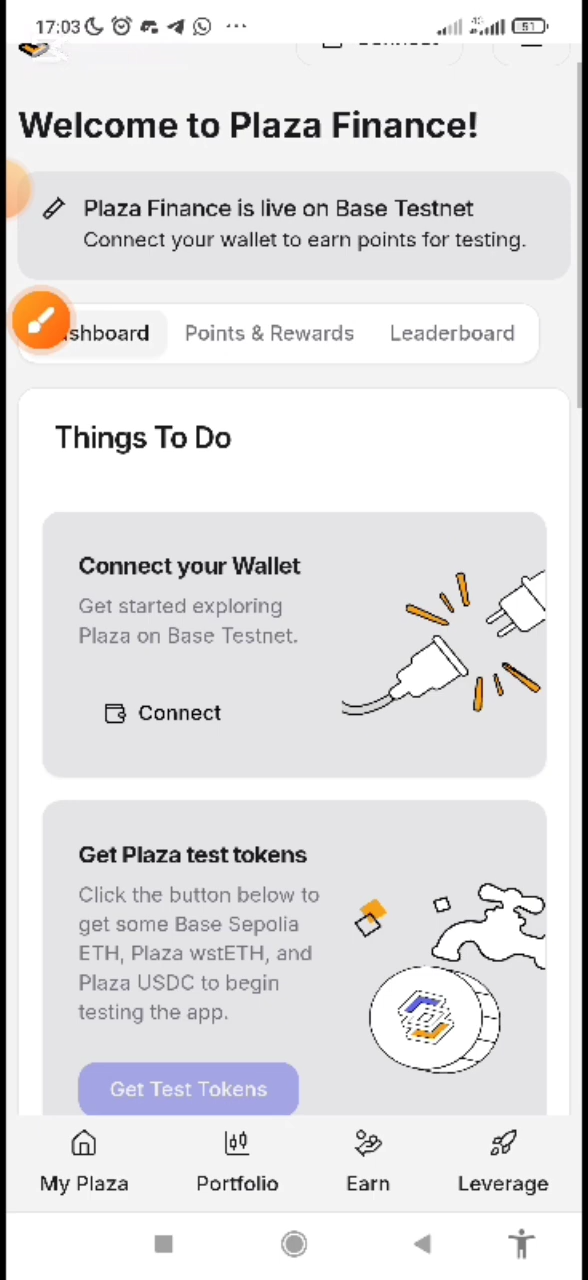 17:03
4G
51
Welcome to Plaza Finance!
Plaza Finance is live on Base Testnet
Connect your wallet to earn points for testing.
shboard Points & Rewards Leaderboard
Things To Do
Connect your Wallet
Get started exploring
Plaza on Base Testnet.
Connect
Get Plaza test tokens
Click the button below to
get some Base Sepolia
ETH, Plaza wstETH, and
Plaza USDC to begin
testing the app.
Get Test Tokens
My Plaza Portfolio Earn Leverage